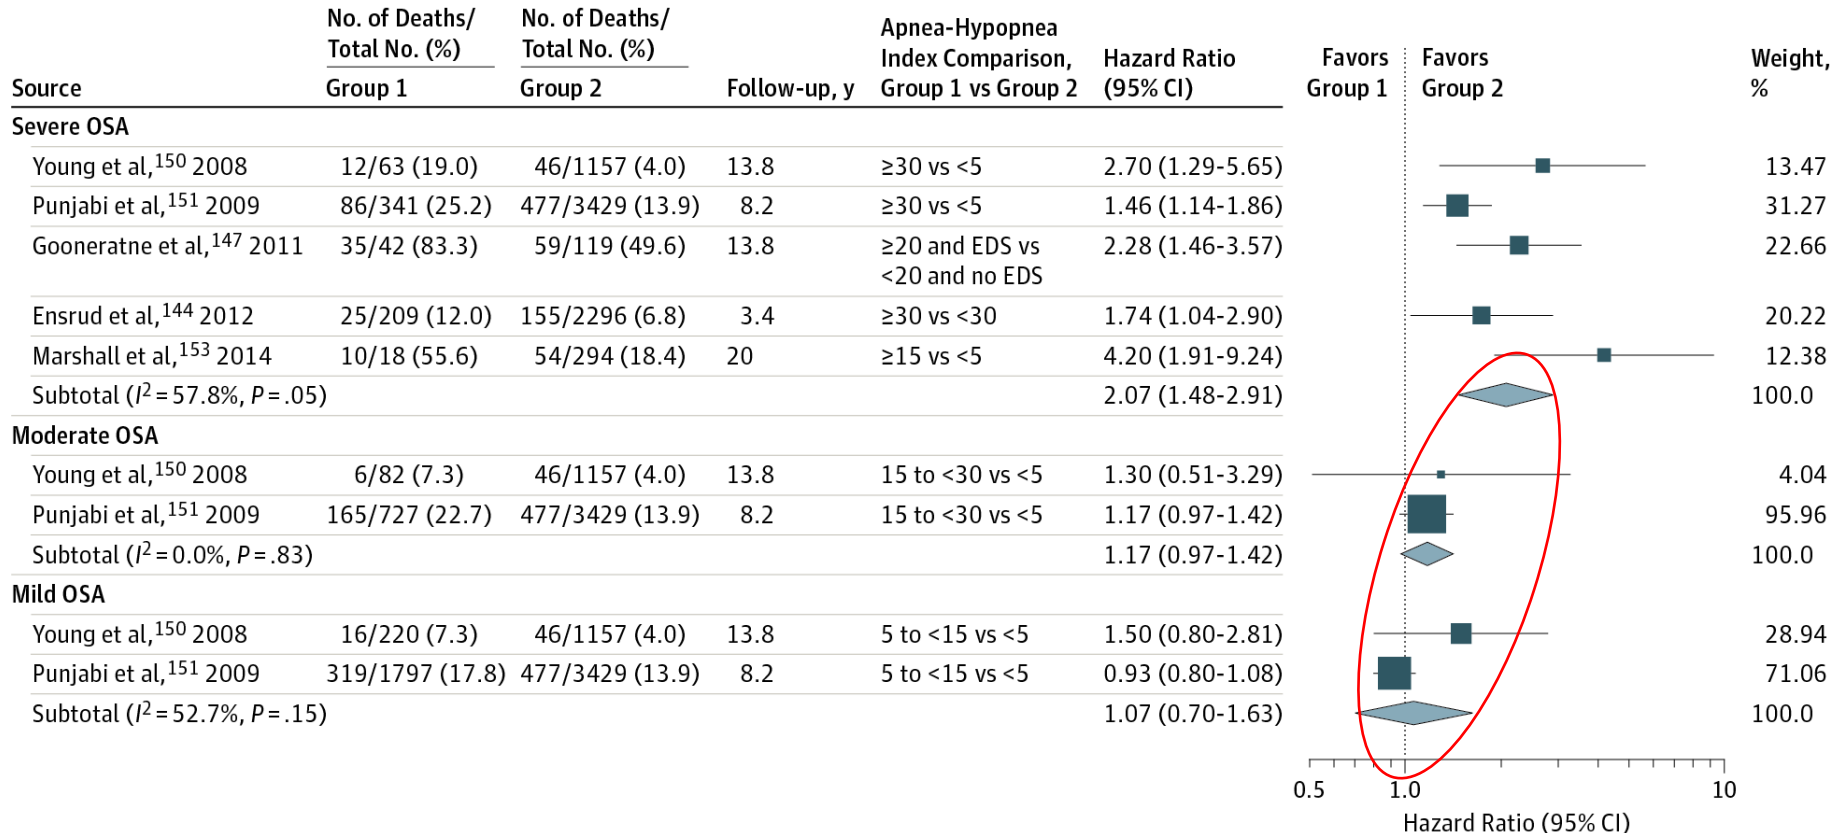 No. of Deaths/ No. of Deaths/ Apnea-Hypopnea
Total No. (%) Total No. (%) Index Comparison, Hazard Ratio Favors Favors Weight,
Source Group 1 Group 2 Follow-up, y Group 1 vs Group 2 (95% CI) Group 1 Group 2 %
Severe OSA
Young et al,150 2008 12/63 (19.0) 46/1157 (4.0) 13.8 ≥30 vs <5 2.70 (1.29-5.65) 13.47
Punjabi et al,151 2009 86/341 (25.2) 477/3429 (13.9) 8.2 ≥30 vs <5 1.46 (1.14-1.86) 31.27
Gooneratne et al,147 2011 35/42 (83.3) 59/119 (49.6) 13.8 ≥20 and EDS vs 2.28 (1.46-3.57) 22.66
<20 and no EDS
Ensrud et al,144 2012 25/209 (12.0) 155/2296 (6.8) 3.4 ≥30 vs <30 1.74 (1.04-2.90) 20.22
Marshall et al,153 2014 10/18 (55.6) 54/294 (18.4) 20 ≥15 vs <5 4.20 (1.91-9.24) 12.38
Subtotal (I2 = 57.8%, P = .05) 2.07 (1.48-2.91) 100.0
Moderate OSA
Young et al,150 2008 6/82 (7.3) 46/1157 (4.0) 13.8 15 to <30 vs <5 1.30 (0.51-3.29) 4.04
Punjabi et al,151 2009 165/727 (22.7) 477/3429 (13.9) 8.2 15 to <30 vs <5 1.17 (0.97-1.42) 95.96
Subtotal (I2 = 0.0%, P = .83) 1.17 (0.97-1.42) 100.0
Mild OSA
Young et al,150 2008 16/220 (7.3) 46/1157 (4.0) 13.8 5 to <15 vs <5 1.50 (0.80-2.81) 28.94
Punjabi et al,151 2009 319/1797 (17.8) 477/3429 (13.9) 8.2 5 to <15 vs <5 0.93 (0.80-1.08) 71.06
Subtotal (I2 = 52.7%, P = .15) 1.07 (0.70-1.63) 100.0
0.5 1.0 10
Hazard Ratio (95% CI)